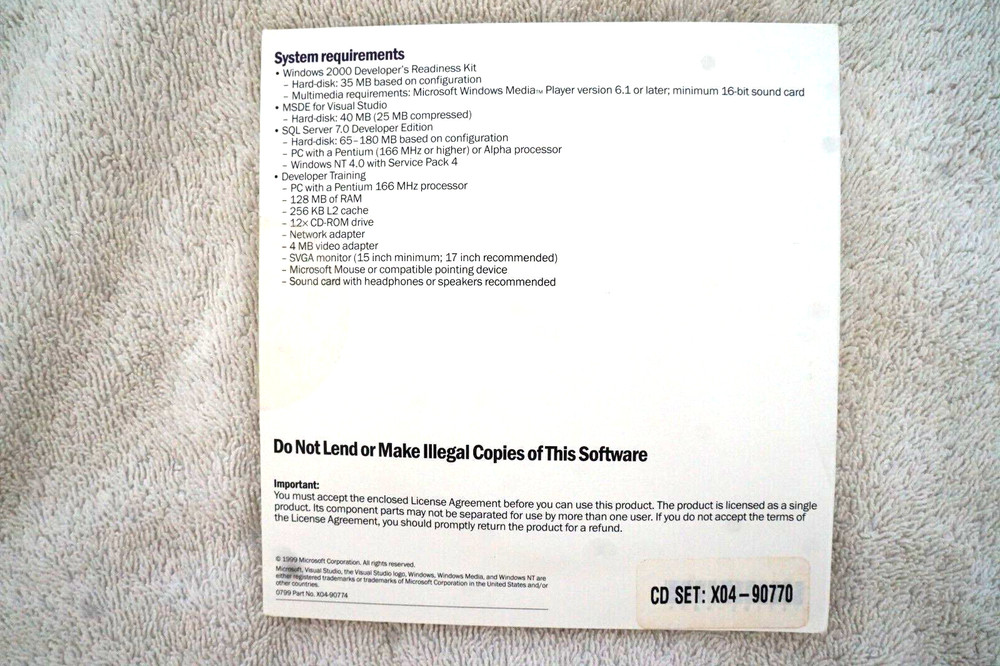 System requirements
• Windows 2000 Developer's Readiness Kit
– Hard-disk: 35 MB based on configuration
– Multimedia requirements: Microsoft Windows Media™ Player version 6.1 or later; minimum 16-bit sound card
• MSDE for Visual Studio
– Hard-disk: 40 MB (25 MB compressed)
• SQL Server 7.0 Developer Edition
– Hard-disk: 65–180 MB based on configuration
– PC with a Pentium (166 MHz or higher) or Alpha processor
– Windows NT 4.0 with Service Pack 4
• Developer Training
– PC with a Pentium 166 MHz processor
– 128 MB of RAM
– 256 KB L2 cache
– 12x CD-ROM drive
– Network adapter
– 4 MB video adapter
– SVGA monitor (15 inch minimum; 17 inch recommended)
– Microsoft Mouse or compatible pointing device
– Sound card with headphones or speakers recommended
Do Not Lend or Make Illegal Copies of This Software
Important:
You must accept the enclosed License Agreement before you can use this product. The product is licensed as a single
product. Its component parts may not be separated for use by more than one user. If you do not accept the terms of
the License Agreement, you should promptly return the product for a refund.
© 1999 Microsoft Corporation. All rights reserved.
Microsoft, Visual Studio, the Visual Studio logo, Windows, Windows Media, and Windows NT are
either registered trademarks or trademarks of Microsoft Corporation in the United States and/or
other countries.
0799 Part No. X04-90774
CD SET: X04-90770